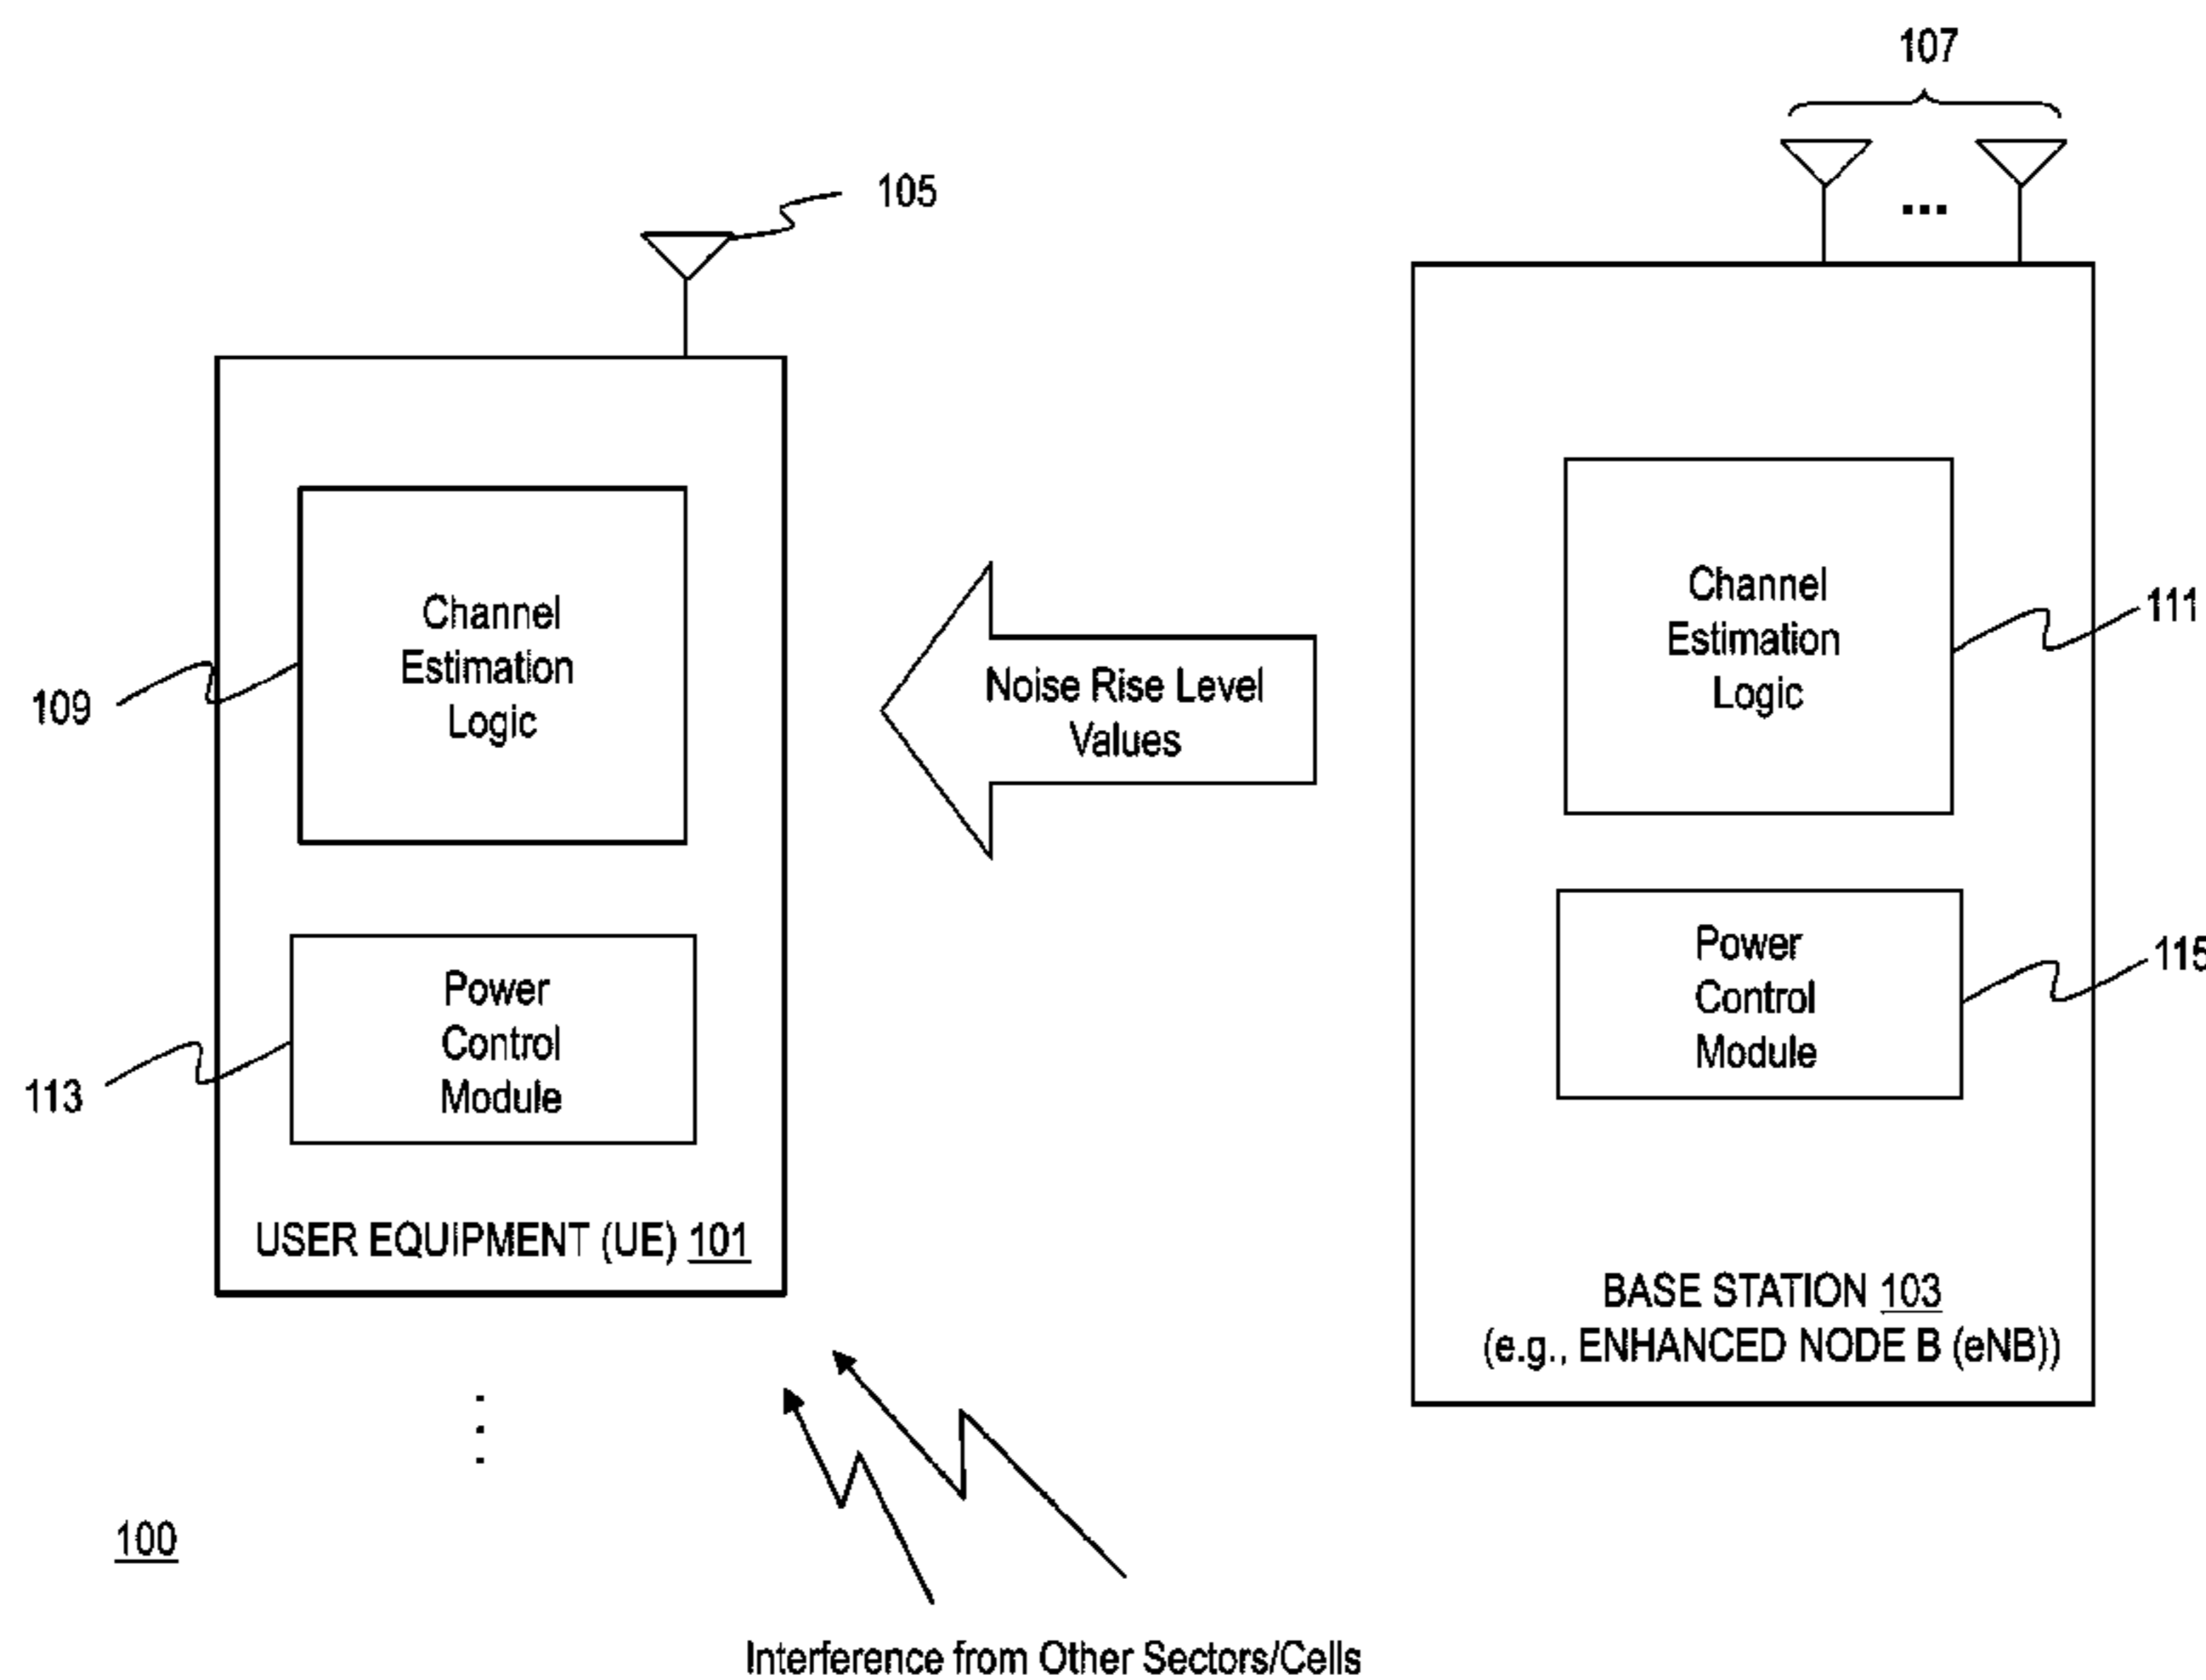 107
105
Channel
Estimation
Logic
109
Channel
Estimation
Logic
111
Noise Rise Level
Values
Power
Control
Module
113
Power
Control
Module
115
USER EQUIPMENT (UE) 101
BASE STATION 103
(e.g., ENHANCED NODE B (eNB))
100
Interference from Other Sectors/Cells